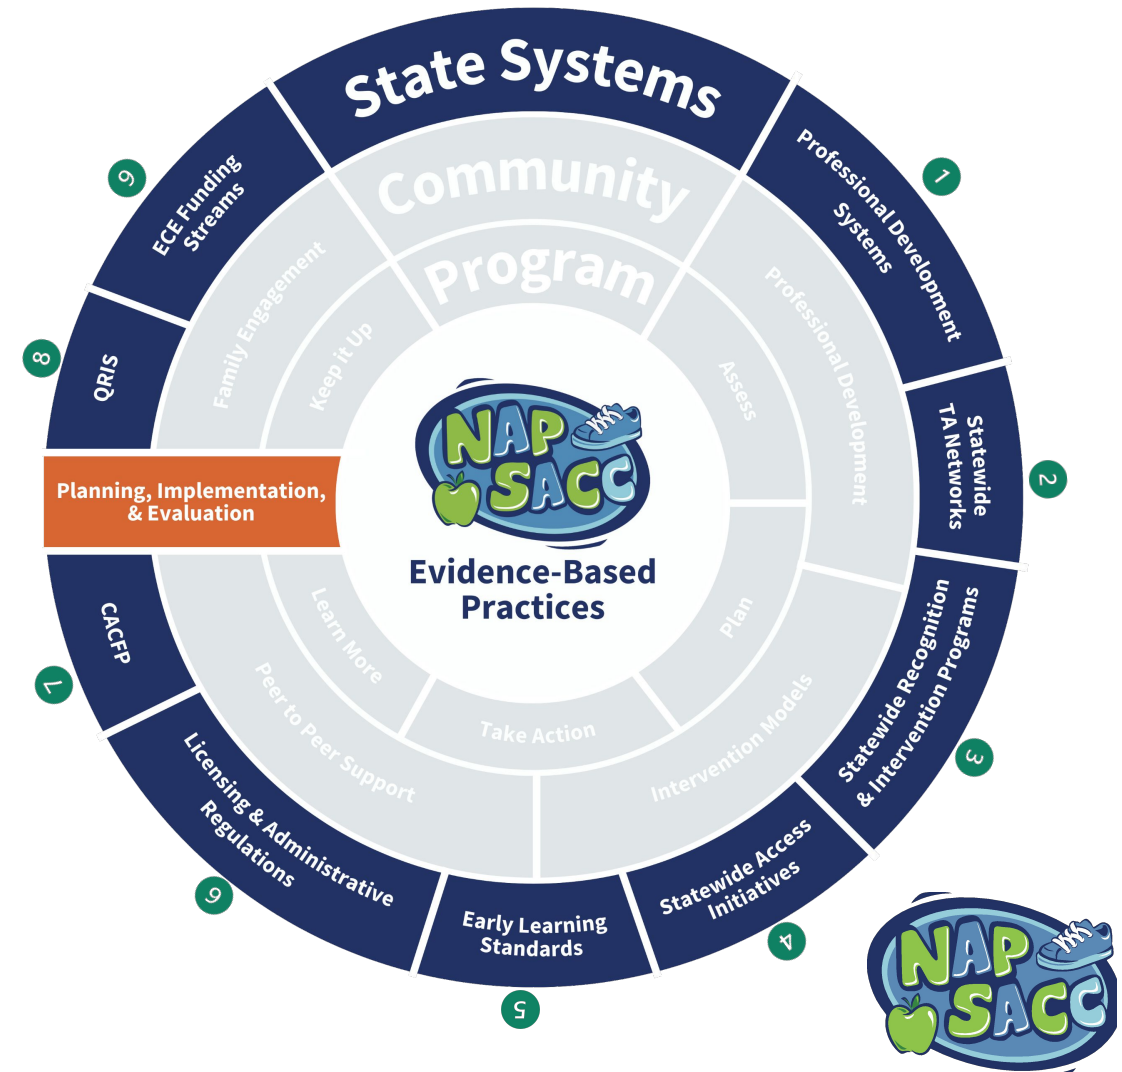 State Systems
Community
Program
1
Professional Development
Systems
2
Statewide
TA Networks
3
Statewide Recognition
& Intervention Programs
4
Statewide Access
Initiatives
5
Early Learning
Standards
6
Licensing & Administrative
Regulations
7
CACFP
Planning, Implementation,
& Evaluation
8
QRIS
9
ECE Funding
Streams
Professional Development
Intervention Models
Peer to Peer Support
Family Engagement
Assess
Plan
Take Action
Learn More
Keep it Up
NAP
SACC
Evidence-Based
Practices
NAP
SACC